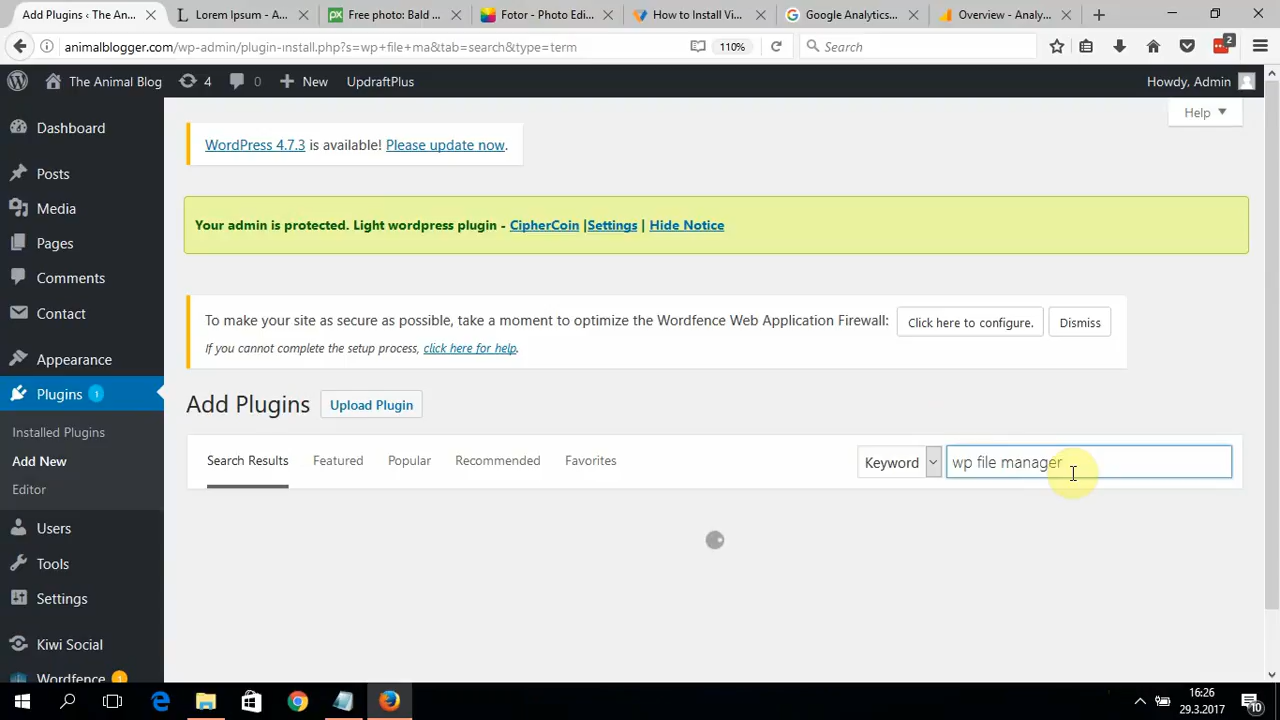 Add Plugins ‹ The An...
Lorem Ipsum - A...
Free photo: Bald ...
Fotor - Photo Edi...
How to Install Vi...
Google Analytics...
Overview - Analy...
animalblogger.com/wp-admin/plugin-install.php?s=wp+file+ma&tab=search&type=term
110%
Search
2
The Animal Blog
4
0
New
UpdraftPlus
Howdy, Admin
Help
Dashboard
Posts
Media
Pages
Comments
Contact
Appearance
Plugins 1
Installed Plugins
Add New
Editor
Users
Tools
Settings
Kiwi Social
Wordfence 1
WordPress 4.7.3 is available! Please update now.
Your admin is protected. Light wordpress plugin - CipherCoin |Settings | Hide Notice
To make your site as secure as possible, take a moment to optimize the Wordfence Web Application Firewall:
Click here to configure.
Dismiss
If you cannot complete the setup process, click here for help.
Add Plugins
Upload Plugin
Search Results
Featured
Popular
Recommended
Favorites
Keyword
wp file manager
16:26
29.3.2017
10